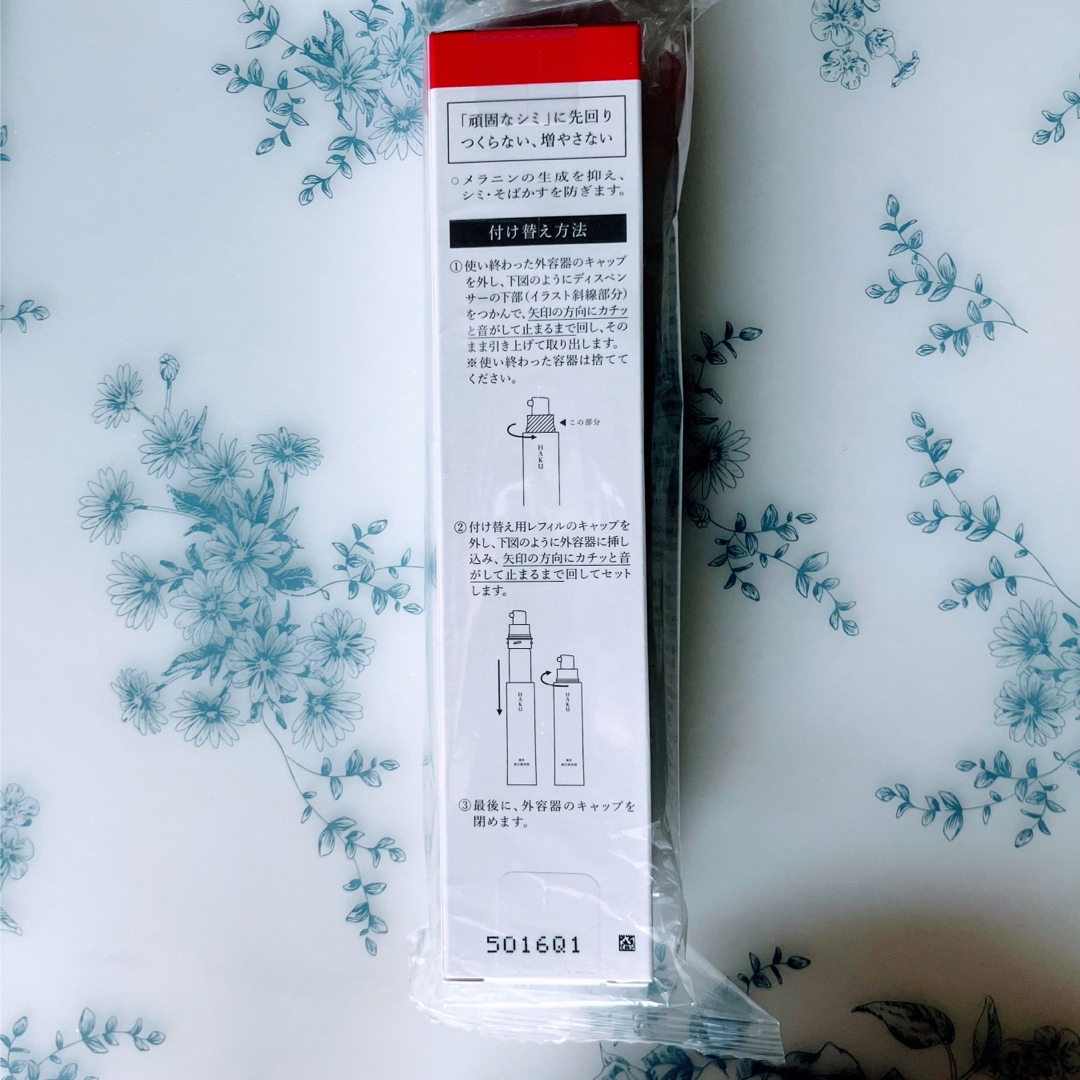 「頑固なシミ」に先回り
つくらない、増やさない
○メラニンの生成を抑え、
シミ・そばかすを防ぎます。
付け替え方法
①使い終わった外容器のキャップ
を外し、下図のようにディスペン
サーの下部(イラスト斜線部分)
をつかんで、矢印の方向にカチッ
と音がして止まるまで回し、その
まま引き上げて取り出します。
※使い終わった容器は捨てて
ください。
◀この部分
HAKU
②付け替え用レフィルのキャップを
外し、下図のように外容器に挿し
込み、矢印の方向にカチッと音
がして止まるまで回してセット
します。
HAKU
HAKU
③最後に、外容器のキャップを
閉めます。
5016Q1